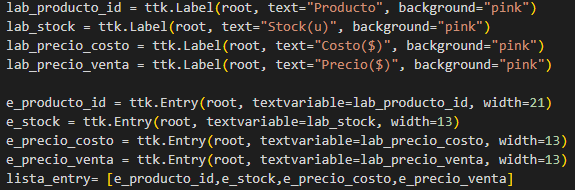 lab_producto_id = ttk.Label(root, text="Producto", background="pink")
lab_stock = ttk.Label(root, text="Stock(u)", background="pink")
lab_precio_costo = ttk.Label(root, text="Costo($)", background="pink")
lab_precio_venta = ttk.Label(root, text="Precio($)", background="pink")
e_producto_id = ttk.Entry(root, textvariable=lab_producto_id, width=21)
e_stock = ttk.Entry(root, textvariable=lab_stock, width=13)
e_precio_costo = ttk.Entry(root, textvariable=lab_precio_costo, width=13)
e_precio_venta = ttk.Entry(root, textvariable=lab_precio_venta, width=13)
lista_entry= [e_producto_id,e_stock,e_precio_costo,e_precio_venta]